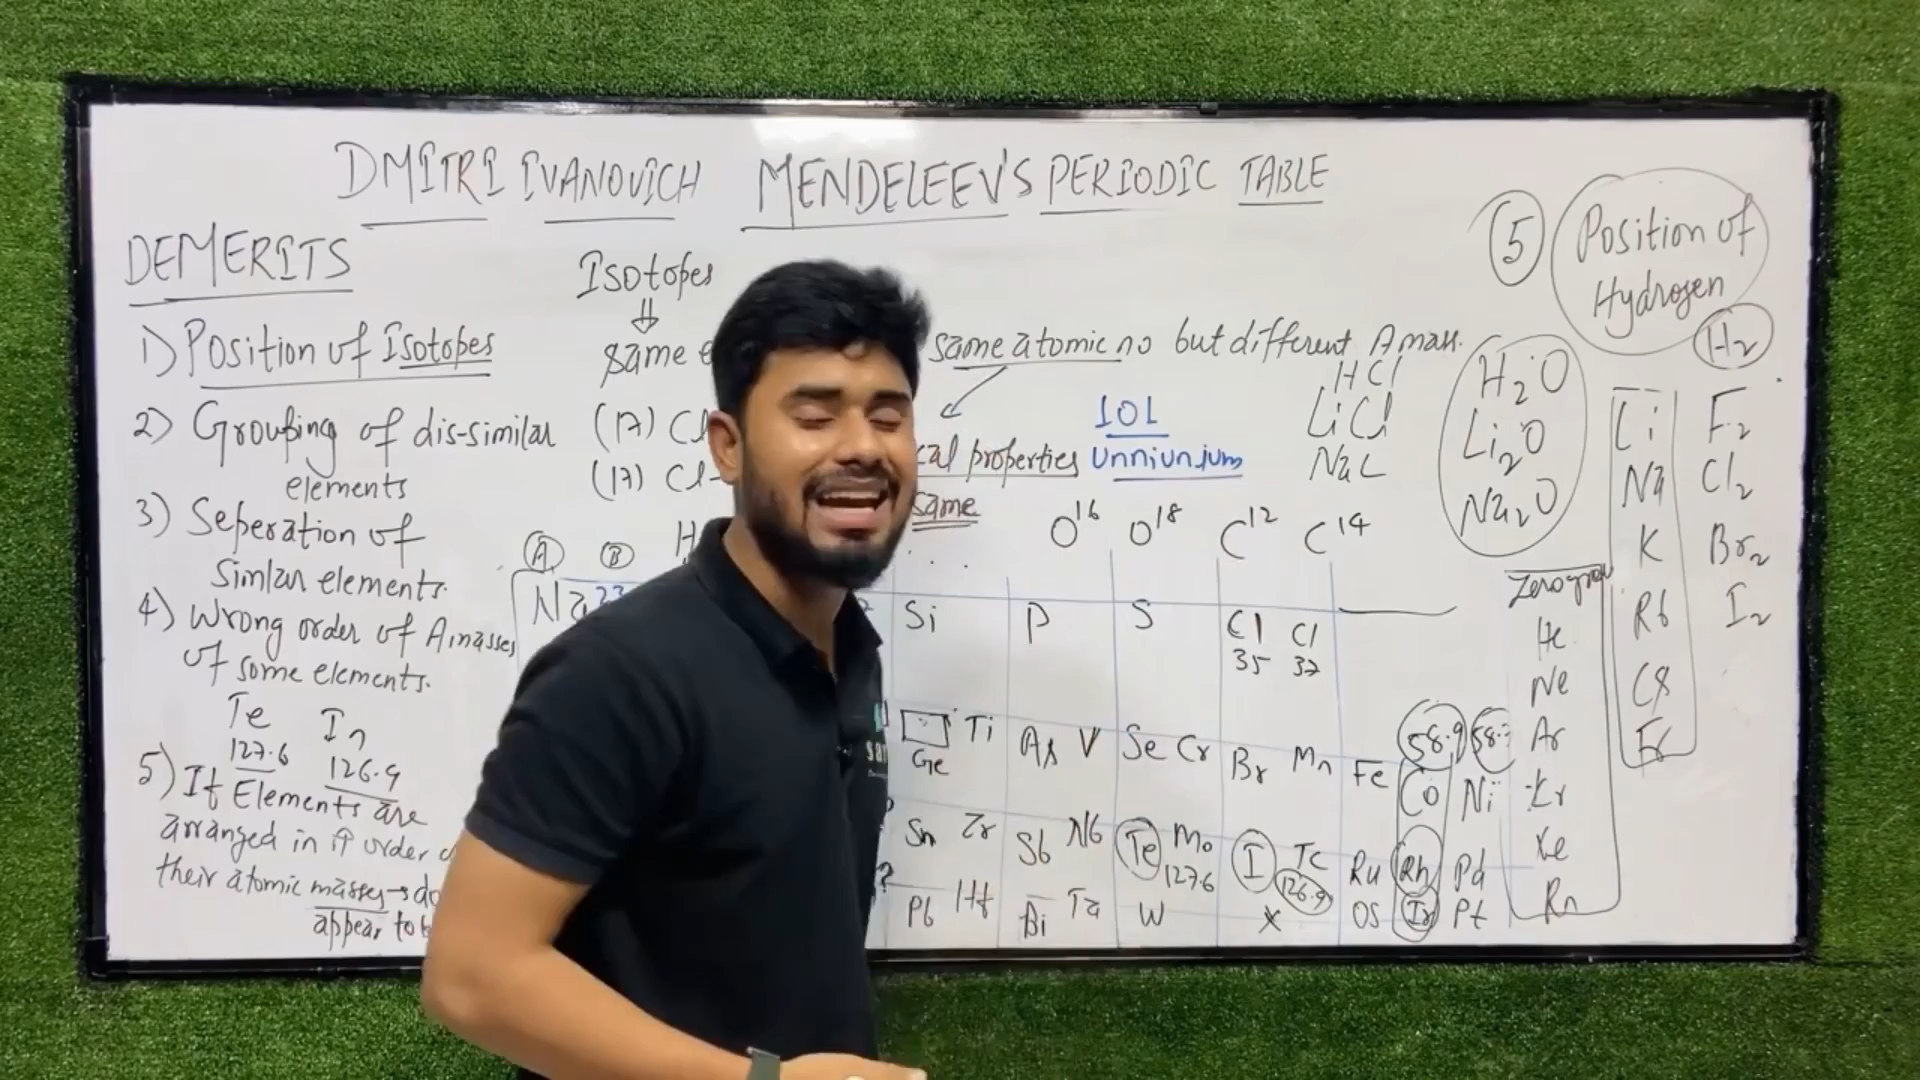 DMITRI IVANOVICH MENDELEEV'S PERIODIC TABLE
DEMERITS
1) Position of Isotopes
2) Grouping of dis-similar
elements
3) Seperation of
Simlar elements.
4) Wrong order of A.masses
of some elements.
Te
127.6
In
126.9
5) If Elements are
arranged in ⇑ order
their atomic masses→
appear to
Isotopes
⇓
same
same atomic no but different A mass.
(17) Cl
(17) Cl-
properties
same
101
Unniunium
O16 O18 C12 C14
HCl
LiCl
NaL
H2O
Li2O
Na2O
5
Position of
Hydrogen
H2
Li
Na
K
Rb
Fr
F2
Cl2
Br2
I2
Zero
He
Ne
Ar
Kr
Xe
Rn
A B
H
Na 23 Si P S Cl Cl
35 37
Ge Ti As V Se Cr Br Mn Fe Co Ni
58.9 58.7
? Sn Zr Sb Nb Te Mo I Tc Ru Rh Pd
127.6 126.9
? Pb Hf Bi Ta W X OS Ir Pt